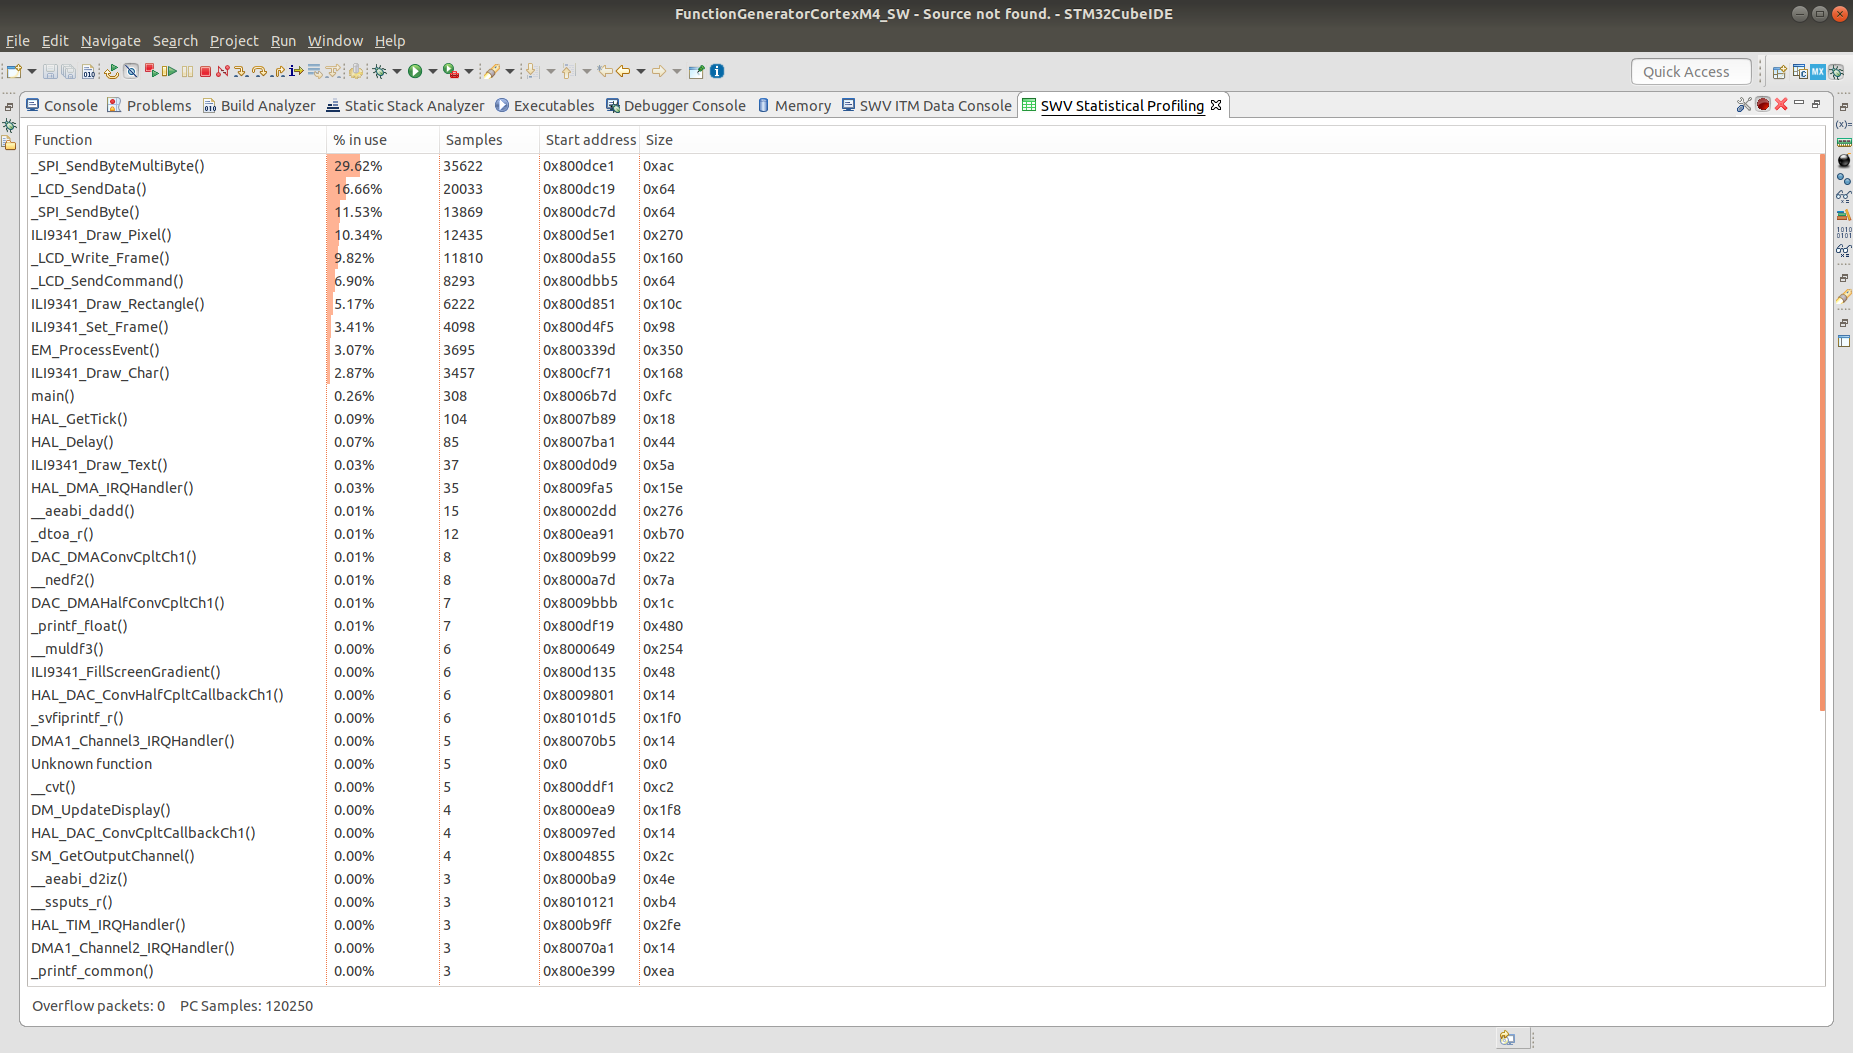 FunctionGeneratorCortexM4_SW - Source not found. - STM32CubeIDE
File Edit Navigate Search Project Run Window Help
Quick Access
Console Problems Build Analyzer Static Stack Analyzer Executables Debugger Console Memory SWV ITM Data Console SWV Statistical Profiling
Function % in use Samples Start address Size
_SPI_SendByteMultiByte() 29.62% 35622 0x800dce1 0xac
_LCD_SendData() 16.66% 20033 0x800dc19 0x64
_SPI_SendByte() 11.53% 13869 0x800dc7d 0x64
ILI9341_Draw_Pixel() 10.34% 12435 0x800d5e1 0x270
_LCD_Write_Frame() 9.82% 11810 0x800da55 0x160
_LCD_SendCommand() 6.90% 8293 0x800dbb5 0x64
ILI9341_Draw_Rectangle() 5.17% 6222 0x800d851 0x10c
ILI9341_Set_Frame() 3.41% 4098 0x800d4f5 0x98
EM_ProcessEvent() 3.07% 3695 0x800339d 0x350
ILI9341_Draw_Char() 2.87% 3457 0x800cf71 0x168
main() 0.26% 308 0x8006b7d 0xfc
HAL_GetTick() 0.09% 104 0x8007b89 0x18
HAL_Delay() 0.07% 85 0x8007ba1 0x44
ILI9341_Draw_Text() 0.03% 37 0x800d0d9 0x5a
HAL_DMA_IRQHandler() 0.03% 35 0x8009fa5 0x15e
__aeabi_dadd() 0.01% 15 0x80002dd 0x276
_dtoa_r() 0.01% 12 0x800ea91 0xb70
DAC_DMAConvCpltCh1() 0.01% 8 0x8009b99 0x22
__nedf2() 0.01% 8 0x8000a7d 0x7a
DAC_DMAHalfConvCpltCh1() 0.01% 7 0x8009bbb 0x1c
_printf_float() 0.01% 7 0x800df19 0x480
__muldf3() 0.00% 6 0x8000649 0x254
ILI9341_FillScreenGradient() 0.00% 6 0x800d135 0x48
HAL_DAC_ConvHalfCpltCallbackCh1() 0.00% 6 0x8009801 0x14
_svfiprintf_r() 0.00% 6 0x80101d5 0x1f0
DMA1_Channel3_IRQHandler() 0.00% 5 0x80070b5 0x14
Unknown function 0.00% 5 0x0 0x0
__cvt() 0.00% 5 0x800ddf1 0xc2
DM_UpdateDisplay() 0.00% 4 0x8000ea9 0x1f8
HAL_DAC_ConvCpltCallbackCh1() 0.00% 4 0x80097ed 0x14
SM_GetOutputChannel() 0.00% 4 0x8004855 0x2c
__aeabi_d2iz() 0.00% 3 0x8000ba9 0x4e
__ssputs_r() 0.00% 3 0x8010121 0xb4
HAL_TIM_IRQHandler() 0.00% 3 0x800b9ff 0x2fe
DMA1_Channel2_IRQHandler() 0.00% 3 0x80070a1 0x14
_printf_common() 0.00% 3 0x800e399 0xea
Overflow packets: 0 PC Samples: 120250